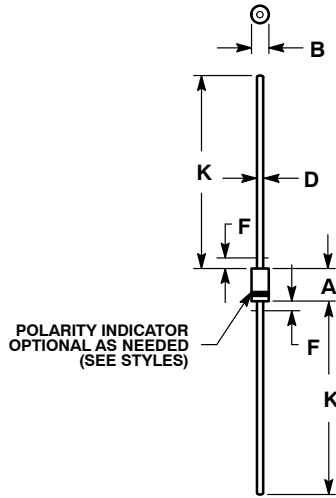 B
K
D
F
A
POLARITY INDICATOR
OPTIONAL AS NEEDED
(SEE STYLES)
F
K